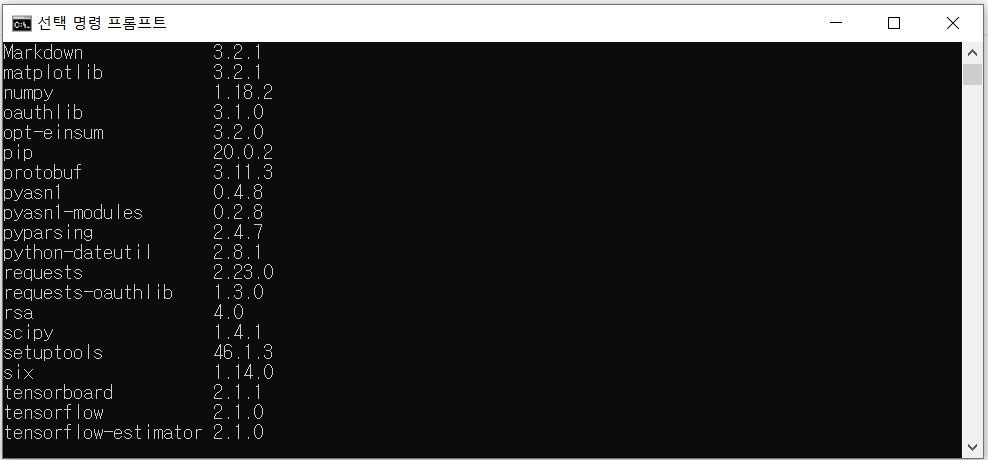 선택 명령 프롬프트
Markdown 3.2.1
matplotlib 3.2.1
numpy 1.18.2
oauthlib 3.1.0
opt-einsum 3.2.0
pip 20.0.2
protobuf 3.11.3
pyasn1 0.4.8
pyasn1-modules 0.2.8
pyparsing 2.4.7
python-dateutil 2.8.1
requests 2.23.0
requests-oauthlib 1.3.0
rsa 4.0
scipy 1.4.1
setuptools 46.1.3
six 1.14.0
tensorboard 2.1.1
tensorflow 2.1.0
tensorflow-estimator 2.1.0